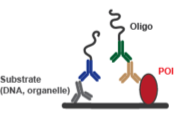 Oligo
POI
Substrate
(DNA, organelle)